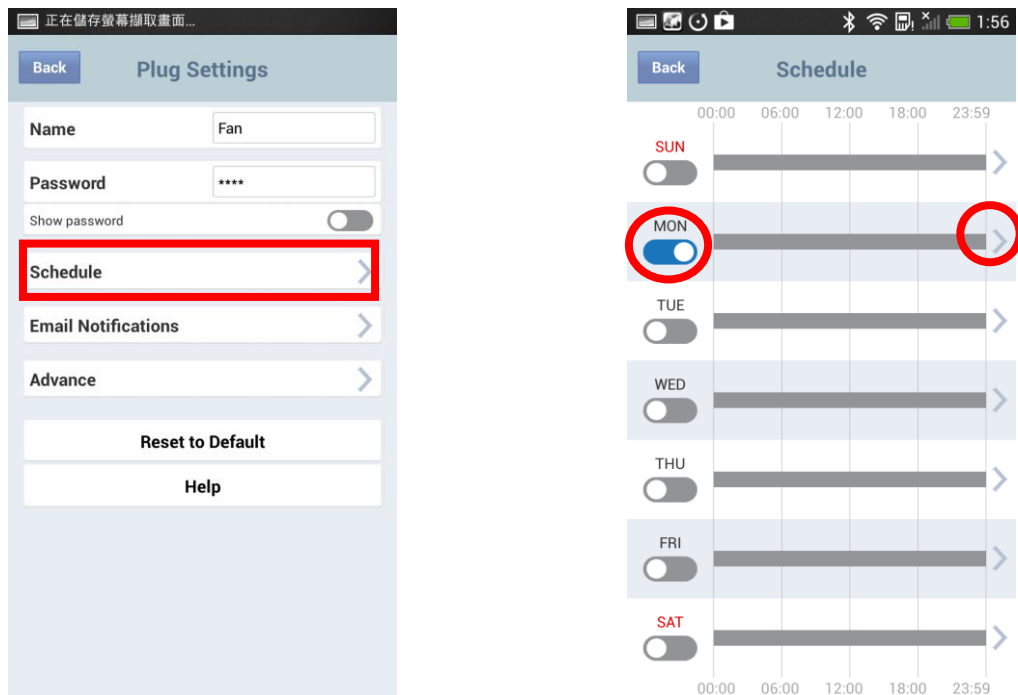 正在儲存螢幕擷取畫面...
Back Plug Settings
Name Fan
Password ****
Show password
Schedule
Email Notifications
Advance
Reset to Default
Help
1:56
Back Schedule
00:00 06:00 12:00 18:00 23:59
SUN
MON
TUE
WED
THU
FRI
SAT
00:00 06:00 12:00 18:00 23:59